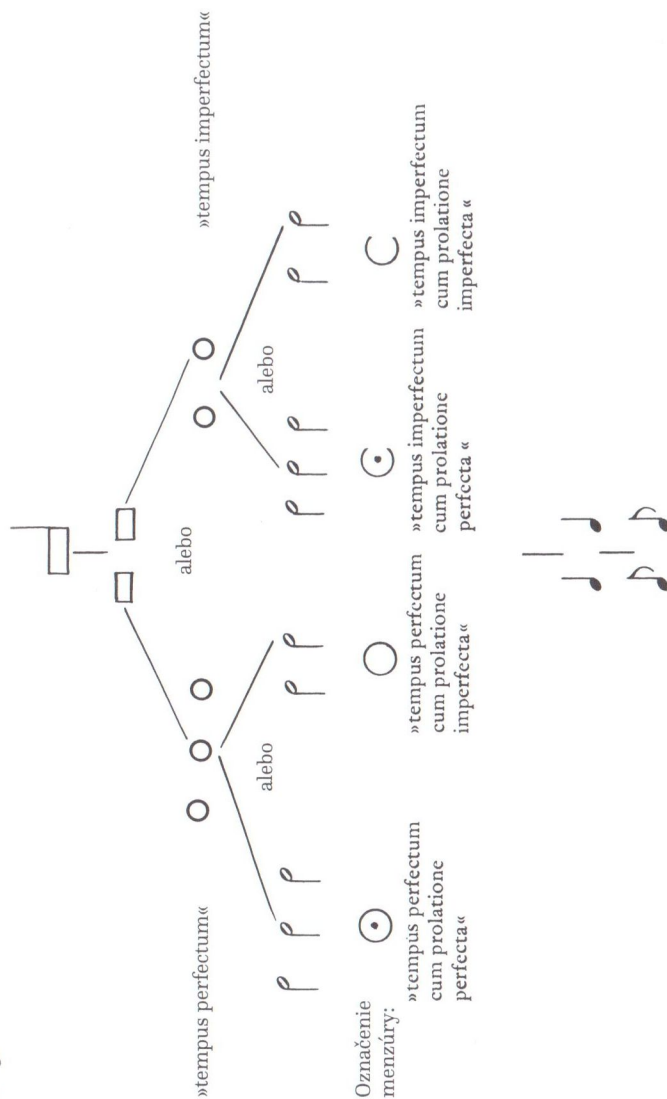 »tempus perfectum«
»tempus imperfectum«
alebo
alebo
alebo
Označenie
menzúry:
»tempus perfectum
cum prolatione
perfecta«
»tempus perfectum
cum prolatione
imperfecta«
»tempus imperfectum
cum prolatione
perfecta «
»tempus imperfectum
cum prolatione
imperfecta «